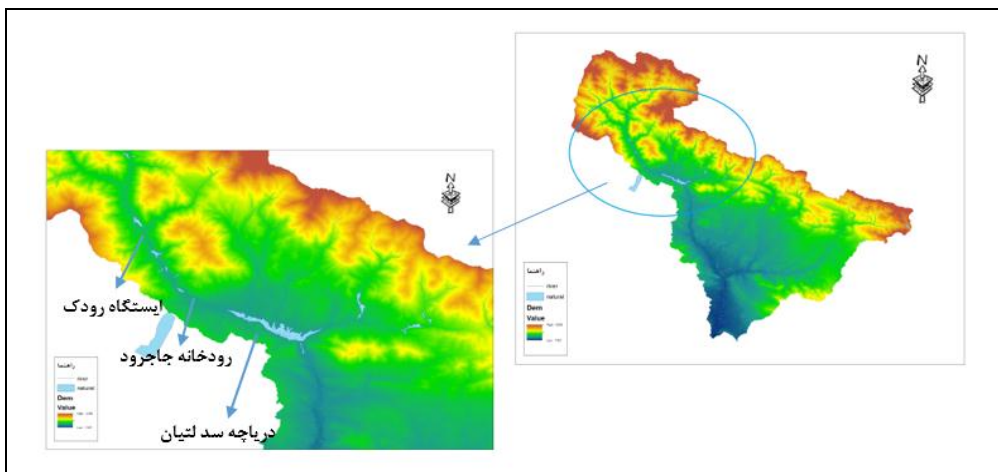 N
راهنما
river
natural
Dem
Value
N
ایستگاه رودک
رودخانه جاجرود
دریاچه سد لتیان
راهنما
river
natural
Dem
Value